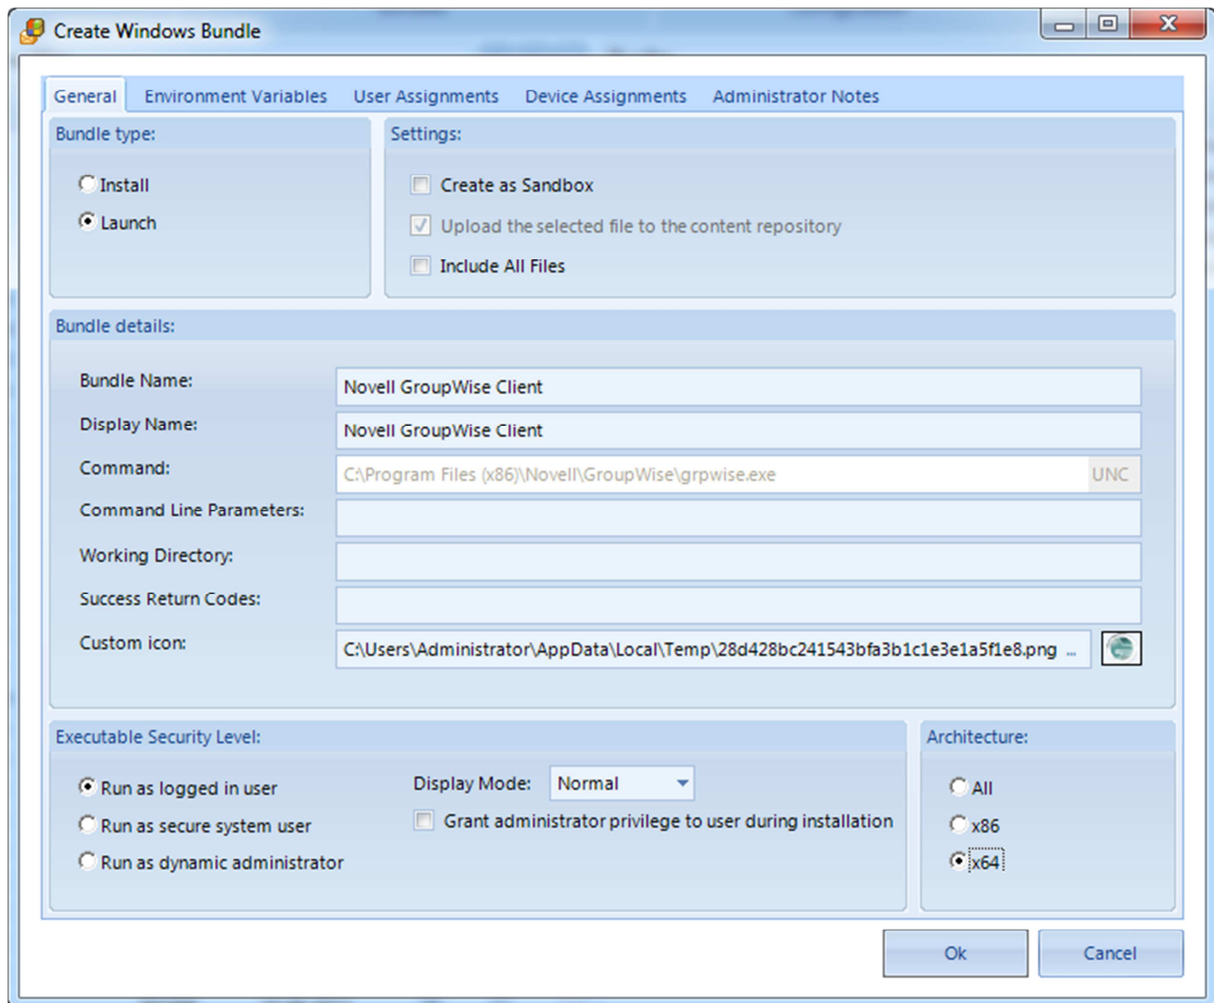 Create Windows Bundle
General Environment Variables User Assignments Device Assignments Administrator Notes
Bundle type:
Install
Launch
Settings:
Create as Sandbox
Upload the selected file to the content repository
Include All Files
Bundle details:
Bundle Name: Novell GroupWise Client
Display Name: Novell GroupWise Client
Command: C:\Program Files (x86)\Novell\GroupWise\grpwise.exe UNC
Command Line Parameters:
Working Directory:
Success Return Codes:
Custom icon: C:\Users\Administrator\AppData\Local\Temp\28d428bc241543bfa3b1c1e3e1a5f1e8.png ...
Executable Security Level:
Run as logged in user
Run as secure system user
Run as dynamic administrator
Display Mode: Normal
Grant administrator privilege to user during installation
Architecture:
All
x86
x64
Ok Cancel